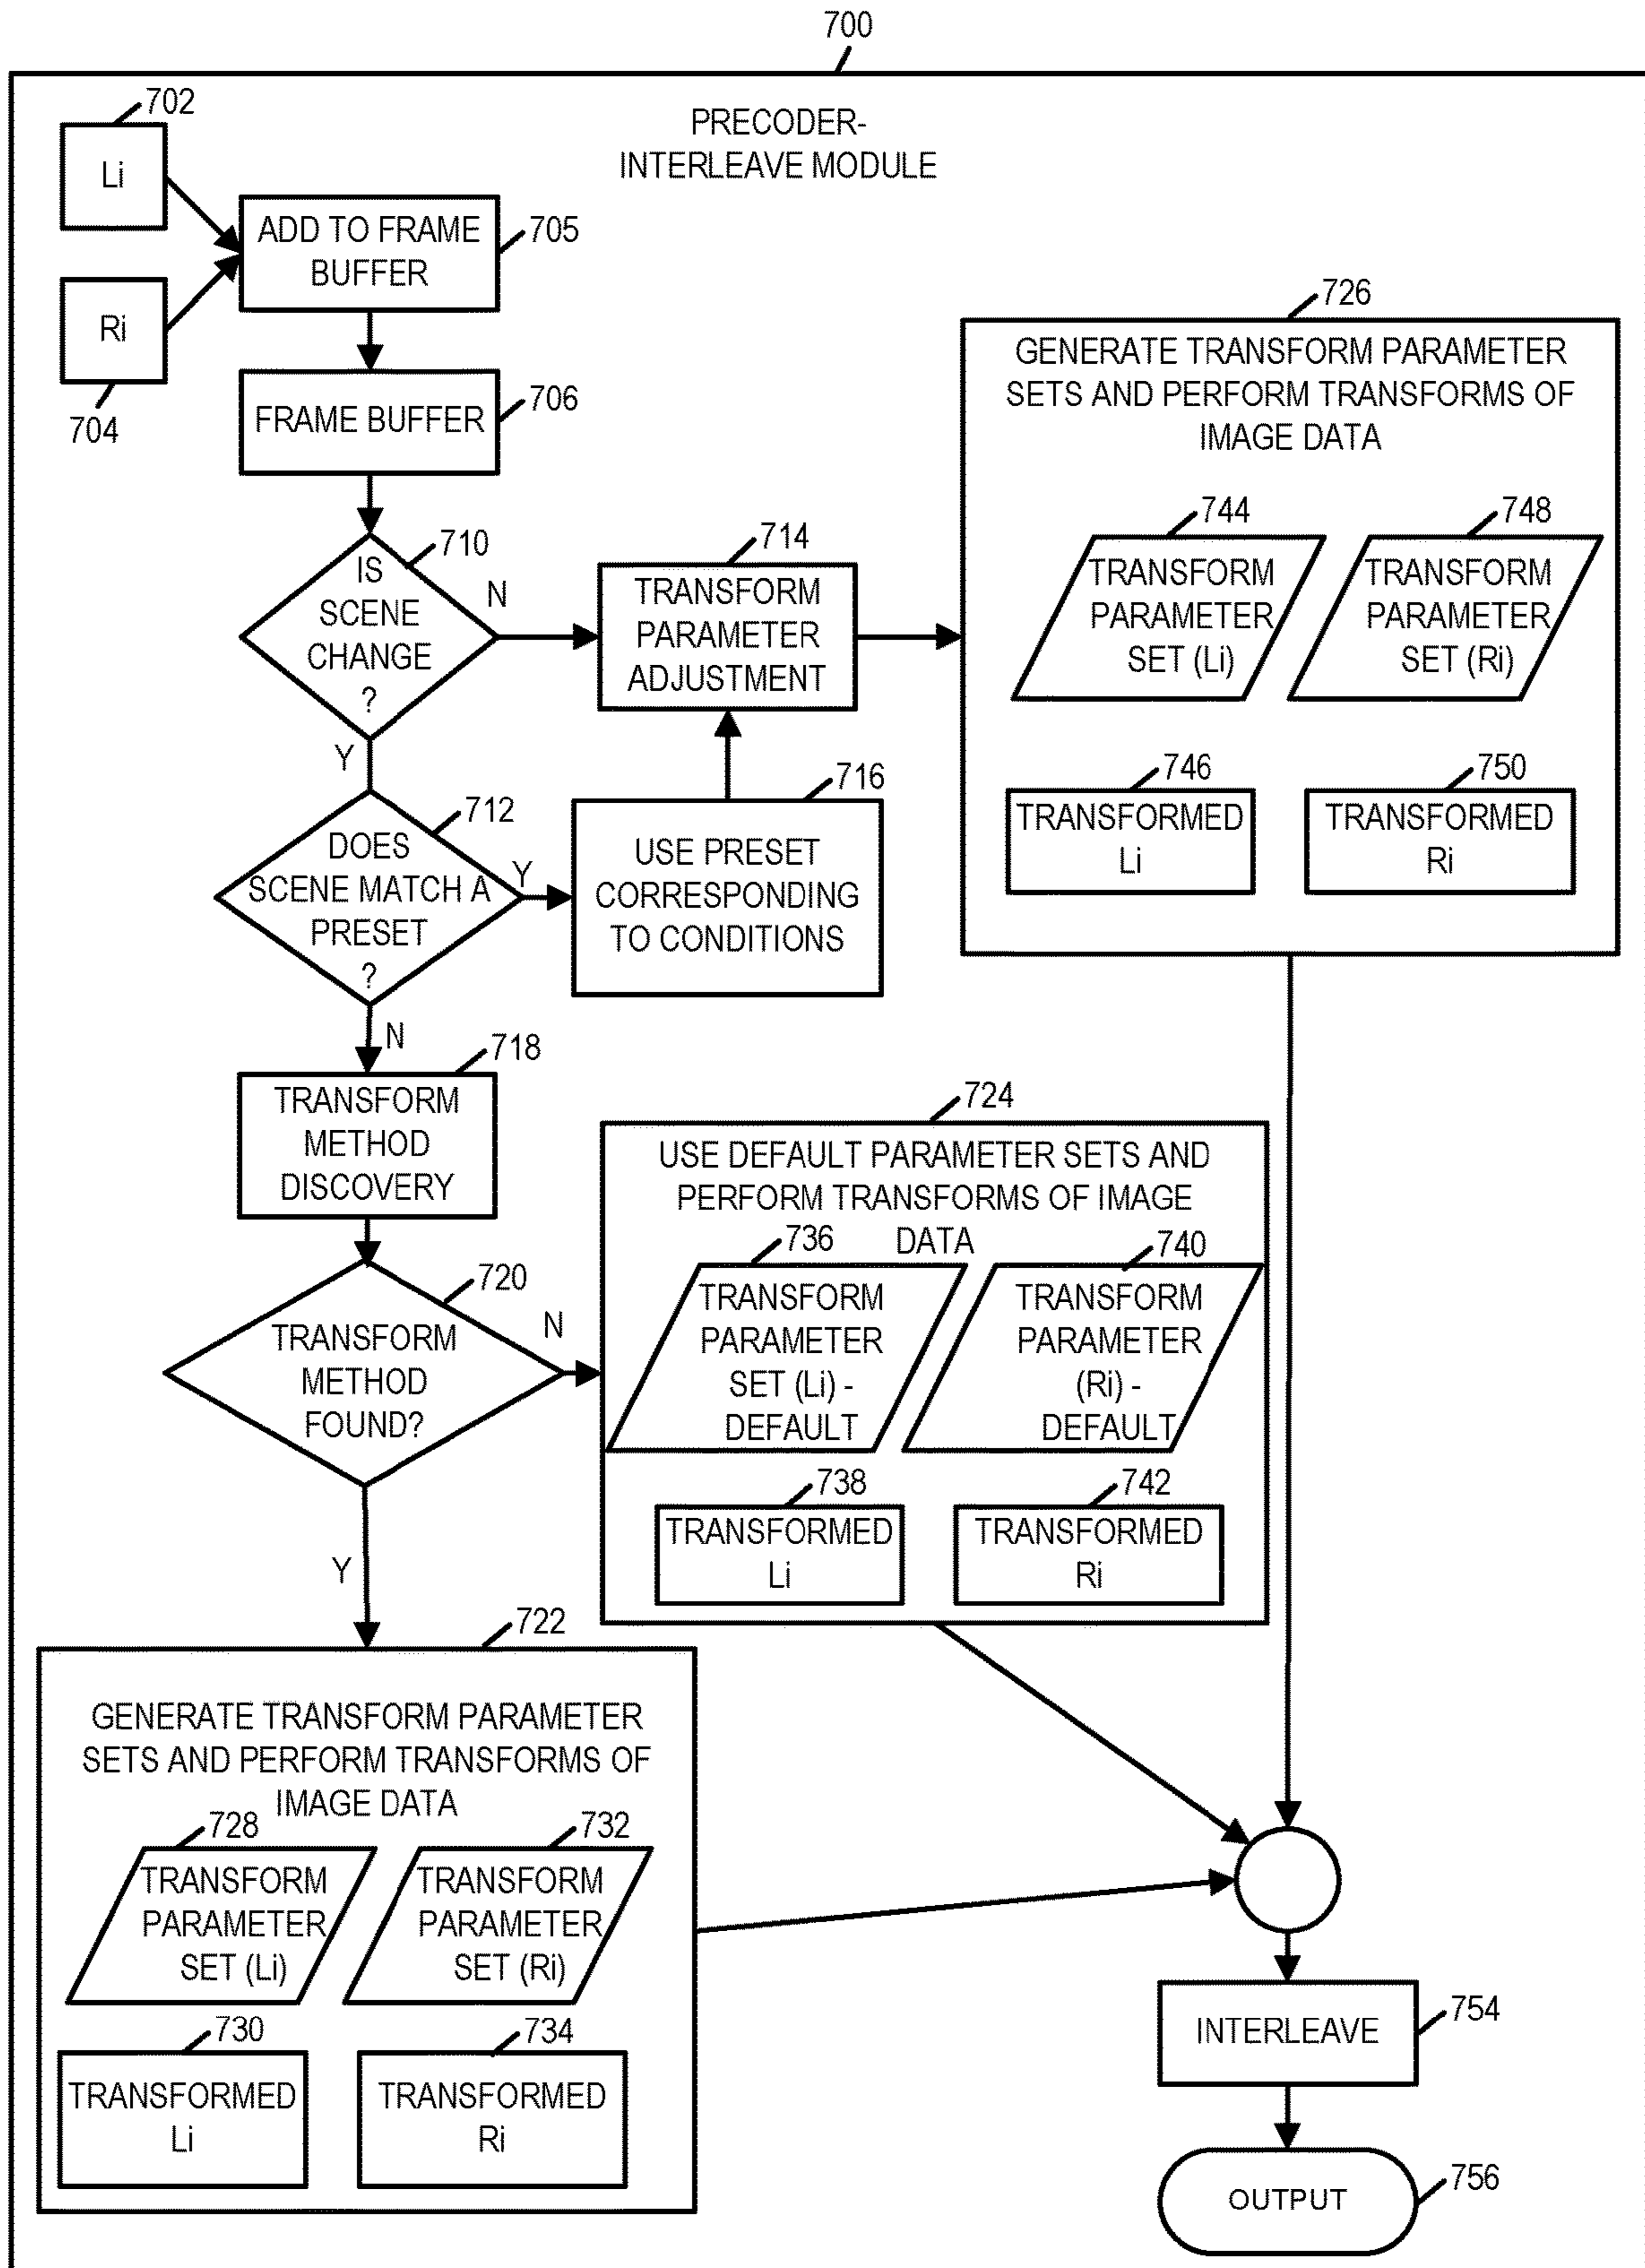 700
702
PRECODER-
INTERLEAVE MODULE
Li
ADD TO FRAME
BUFFER
705
Ri
704
FRAME BUFFER
706
726
GENERATE TRANSFORM PARAMETER
SETS AND PERFORM TRANSFORMS OF
IMAGE DATA
744
TRANSFORM
PARAMETER
SET (Li)
748
TRANSFORM
PARAMETER
SET (Ri)
746
TRANSFORMED
Li
750
TRANSFORMED
Ri
710
IS
SCENE
CHANGE
?
N
Y
714
TRANSFORM
PARAMETER
ADJUSTMENT
712
DOES
SCENE MATCH A
PRESET
?
Y
N
716
USE PRESET
CORRESPONDING
TO CONDITIONS
718
TRANSFORM
METHOD
DISCOVERY
720
TRANSFORM
METHOD
FOUND?
N
Y
724
USE DEFAULT PARAMETER SETS AND
PERFORM TRANSFORMS OF IMAGE
DATA
736
TRANSFORM
PARAMETER
SET (Li) -
DEFAULT
740
TRANSFORM
PARAMETER
(Ri) -
DEFAULT
738
TRANSFORMED
Li
742
TRANSFORMED
Ri
722
GENERATE TRANSFORM PARAMETER
SETS AND PERFORM TRANSFORMS OF
IMAGE DATA
728
TRANSFORM
PARAMETER
SET (Li)
732
TRANSFORM
PARAMETER
SET (Ri)
730
TRANSFORMED
Li
734
TRANSFORMED
Ri
INTERLEAVE
754
OUTPUT
756